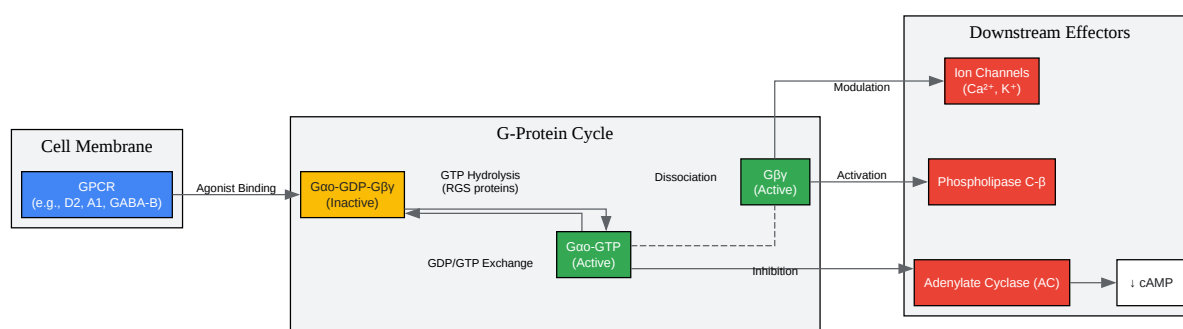 Cell Membrane
GPCR
(e.g., D2, A1, GABA-B)
Agonist Binding
G-Protein Cycle
Gαo-GDP-Gβγ
(Inactive)
GTP Hydrolysis
(RGS proteins)
GDP/GTP Exchange
Gαo-GTP
(Active)
Dissociation
Gβγ
(Active)
Modulation
Activation
Inhibition
Downstream Effectors
Ion Channels
(Ca²⁺, K⁺)
Phospholipase C-β
Adenylate Cyclase (AC)
↓ cAMP